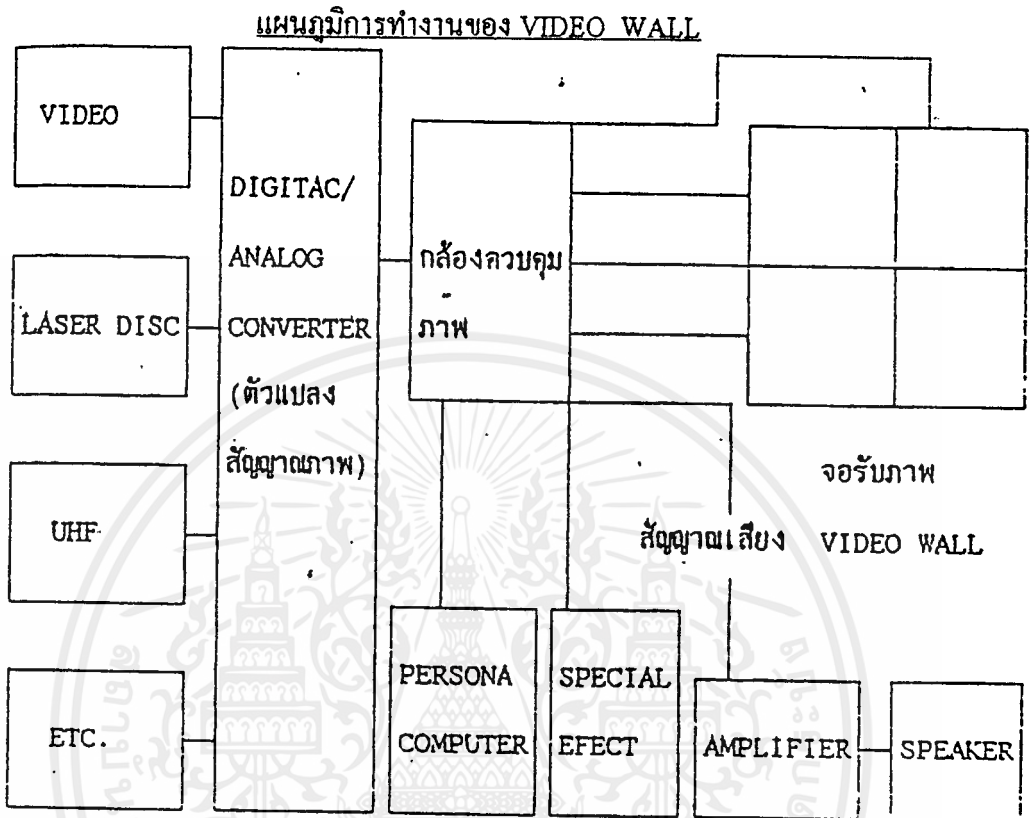 แผนภูมิการทำงานของ VIDEO WALL
VIDEO
LASER DISC
UHF
ETC.
DIGITAC/
ANALOG
CONVERTER
(ตัวแปลง
สัญญาณภาพ)
กล้องควบคุม
ภาพ
จอรับภาพ
VIDEO WALL
สัญญาณเสียง
PERSONA
COMPUTER
SPECIAL
EFECT
AMPLIFIER
SPEAKER